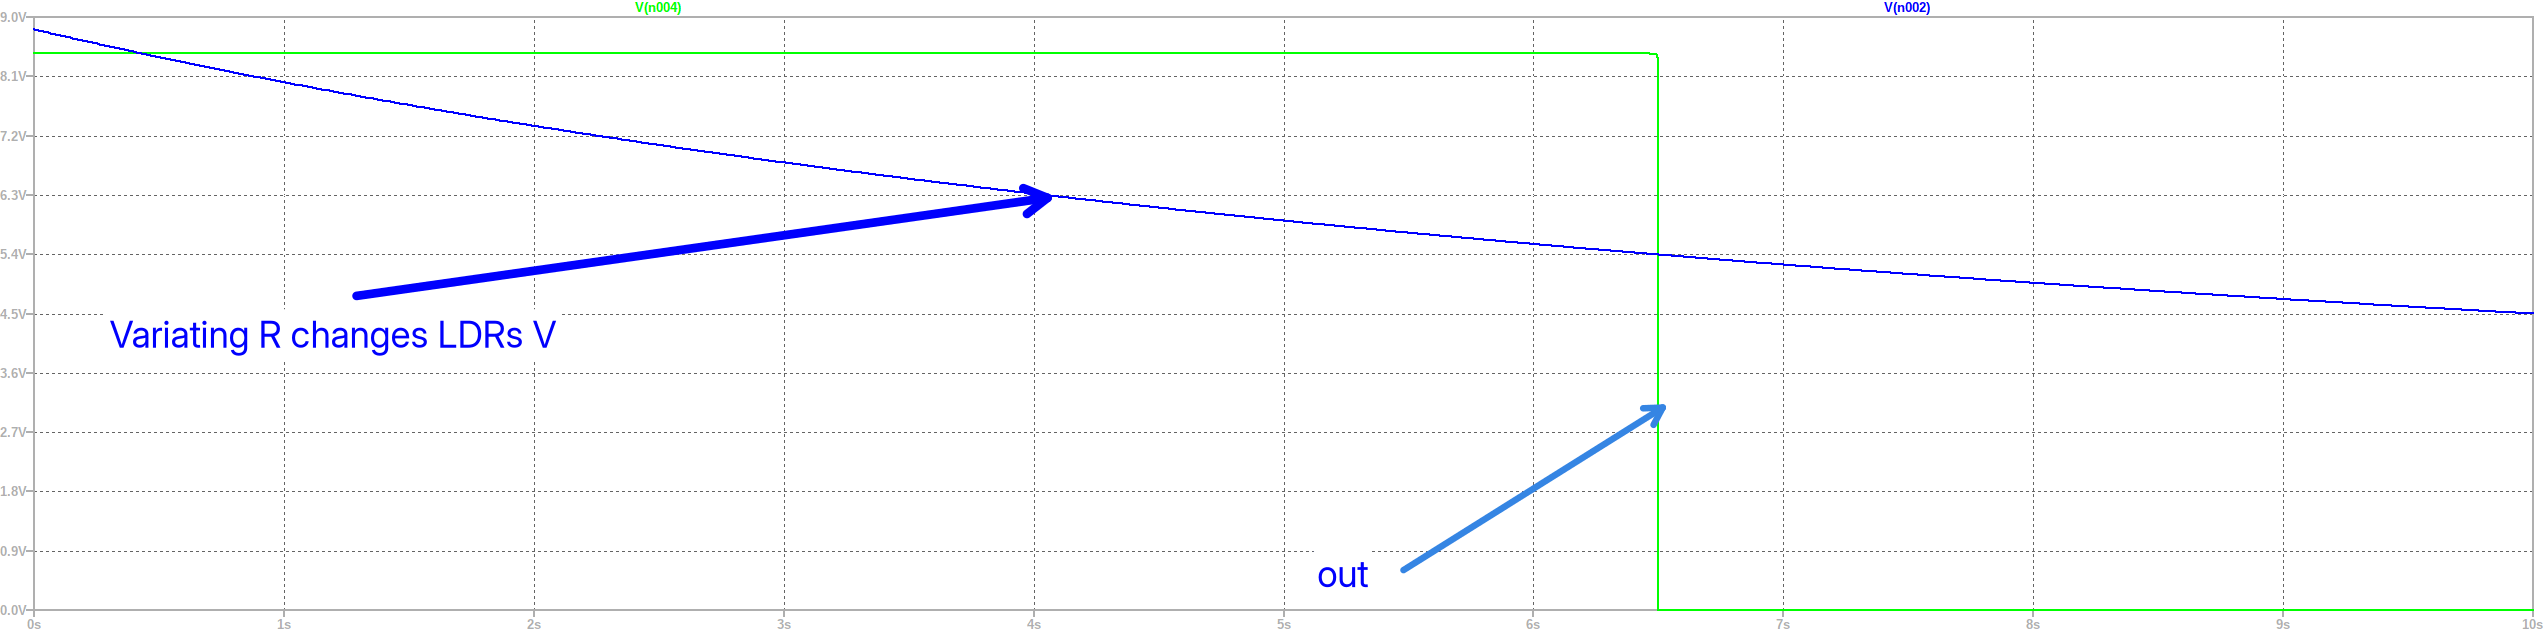 V(n004) V(n002)
9.0V
8.1V
7.2V
6.3V
5.4V
4.5V
3.6V
2.7V
1.8V
0.9V
0.0V
Variating R changes LDRs V
out
0s 1s 2s 3s 4s 5s 6s 7s 8s 9s 10s